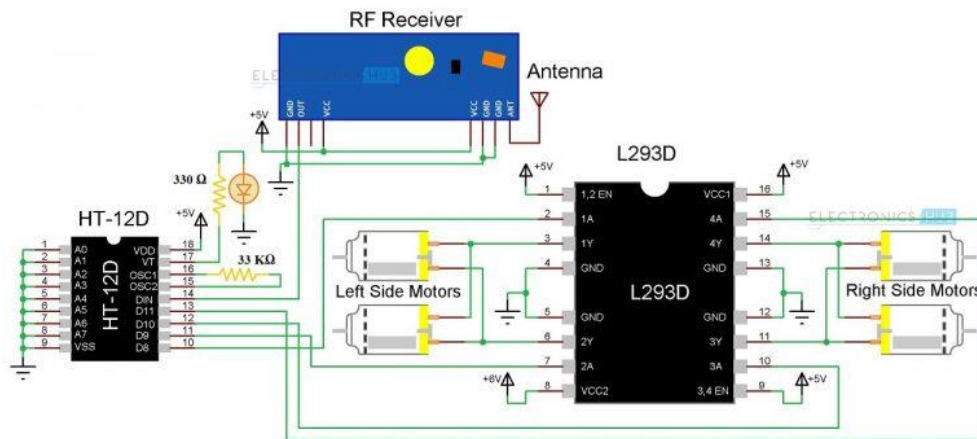 RF Receiver
ELECTRONICS HUB
GND OUT VCC VCC GND GND ANT
Antenna
+5V
330 Ω
+5V
HT-12D
33 KΩ
HT-12D
1 A0 VDD 18
2 A1 VT 17
3 A2 OSC1 16
4 A3 OSC2 15
5 A4 DIN 14
6 A5 D11 13
7 A6 D10 12
8 A7 D9 11
9 VSS D8 10
Left Side Motors
L293D
+5V +5V
1 1,2 EN VCC1 16
2 1A 4A 15
ELECTRONICS HUB
3 1Y 4Y 14
4 GND GND 13
L293D
Right Side Motors
5 GND GND 12
6 2Y 3Y 11
7 2A 3A 10
+6V +5V
8 VCC2 3,4 EN 9